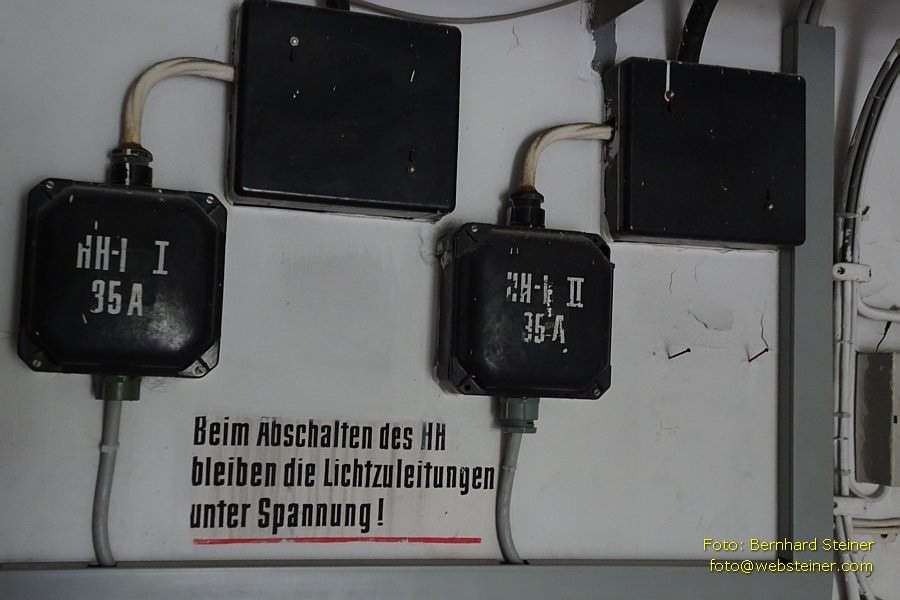 HH-I I
35 A
HH-I II
35 A
Beim Abschalten des HH
bleiben die Lichtzuleitungen
unter Spannung!
Foto: Bernhard Steiner
foto@websteiner.com